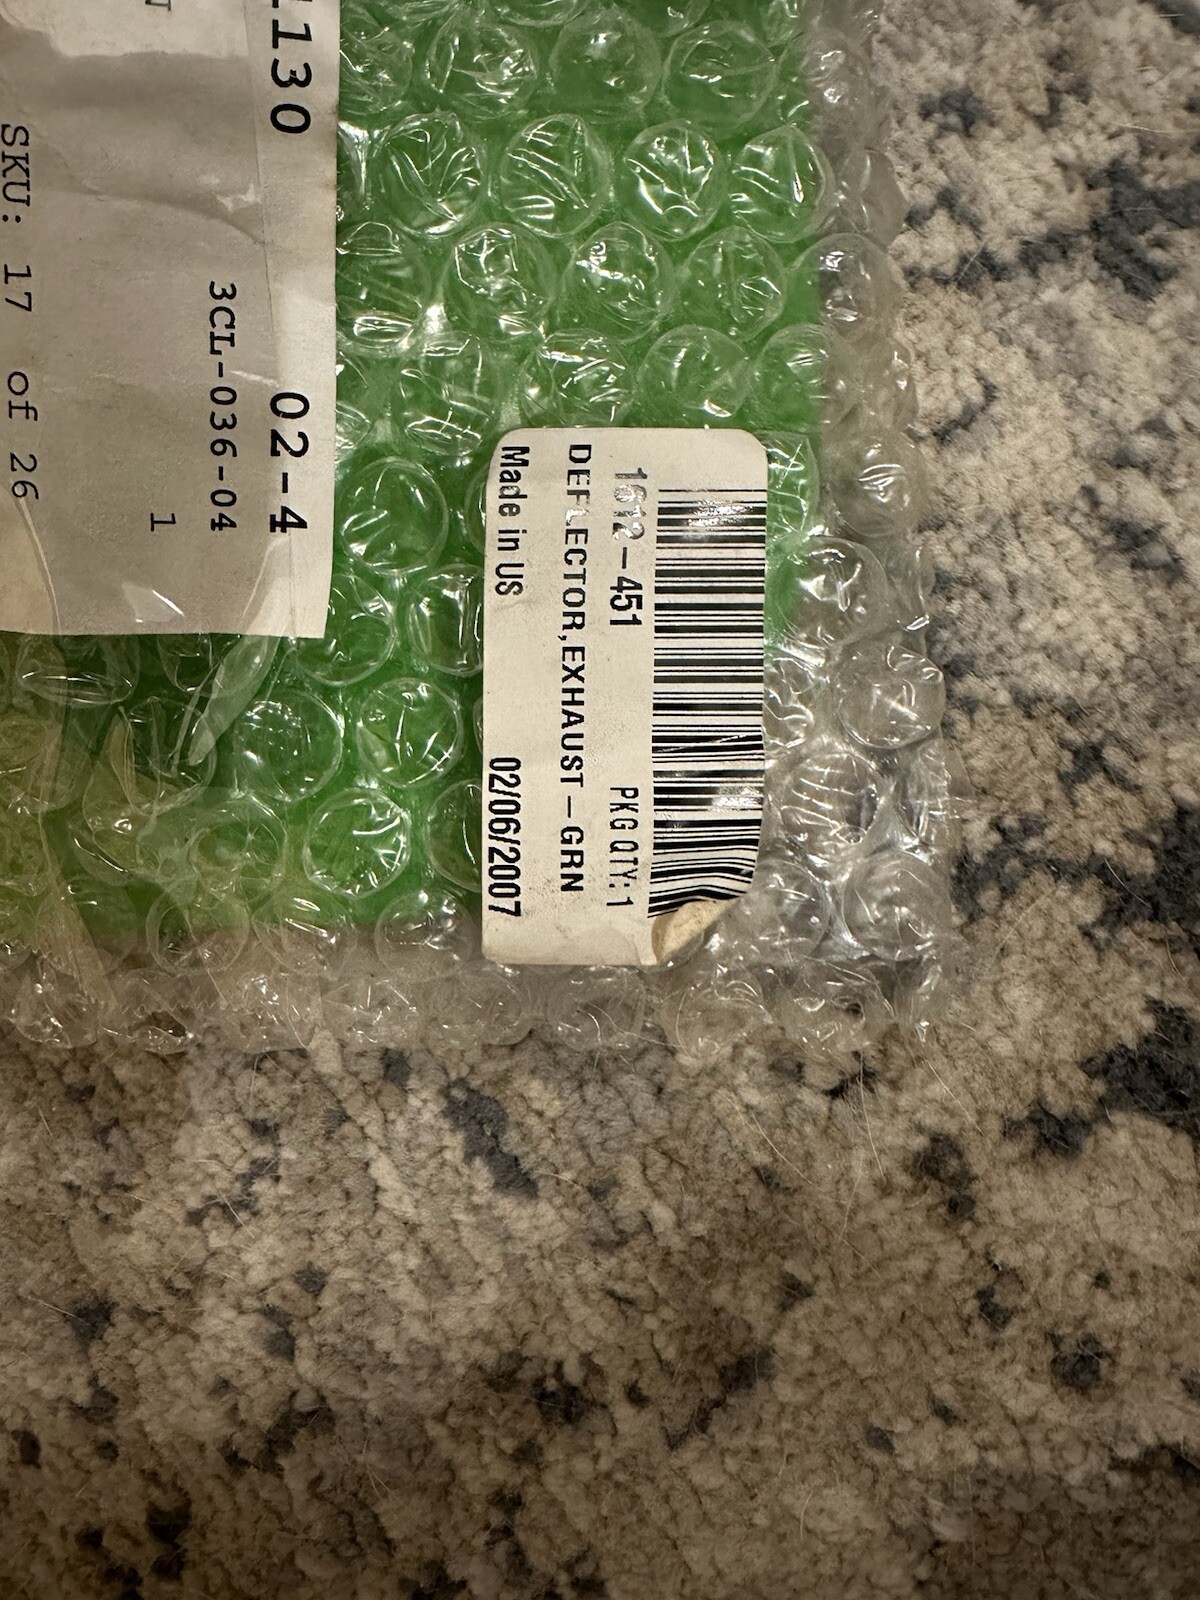 1130
02-4
3CL-036-04
1
SKU: 17 of 26
1612-451
PKG QTY: 1
DEFLECTOR,EXHAUST-GRN
Made in US
02/06/2007